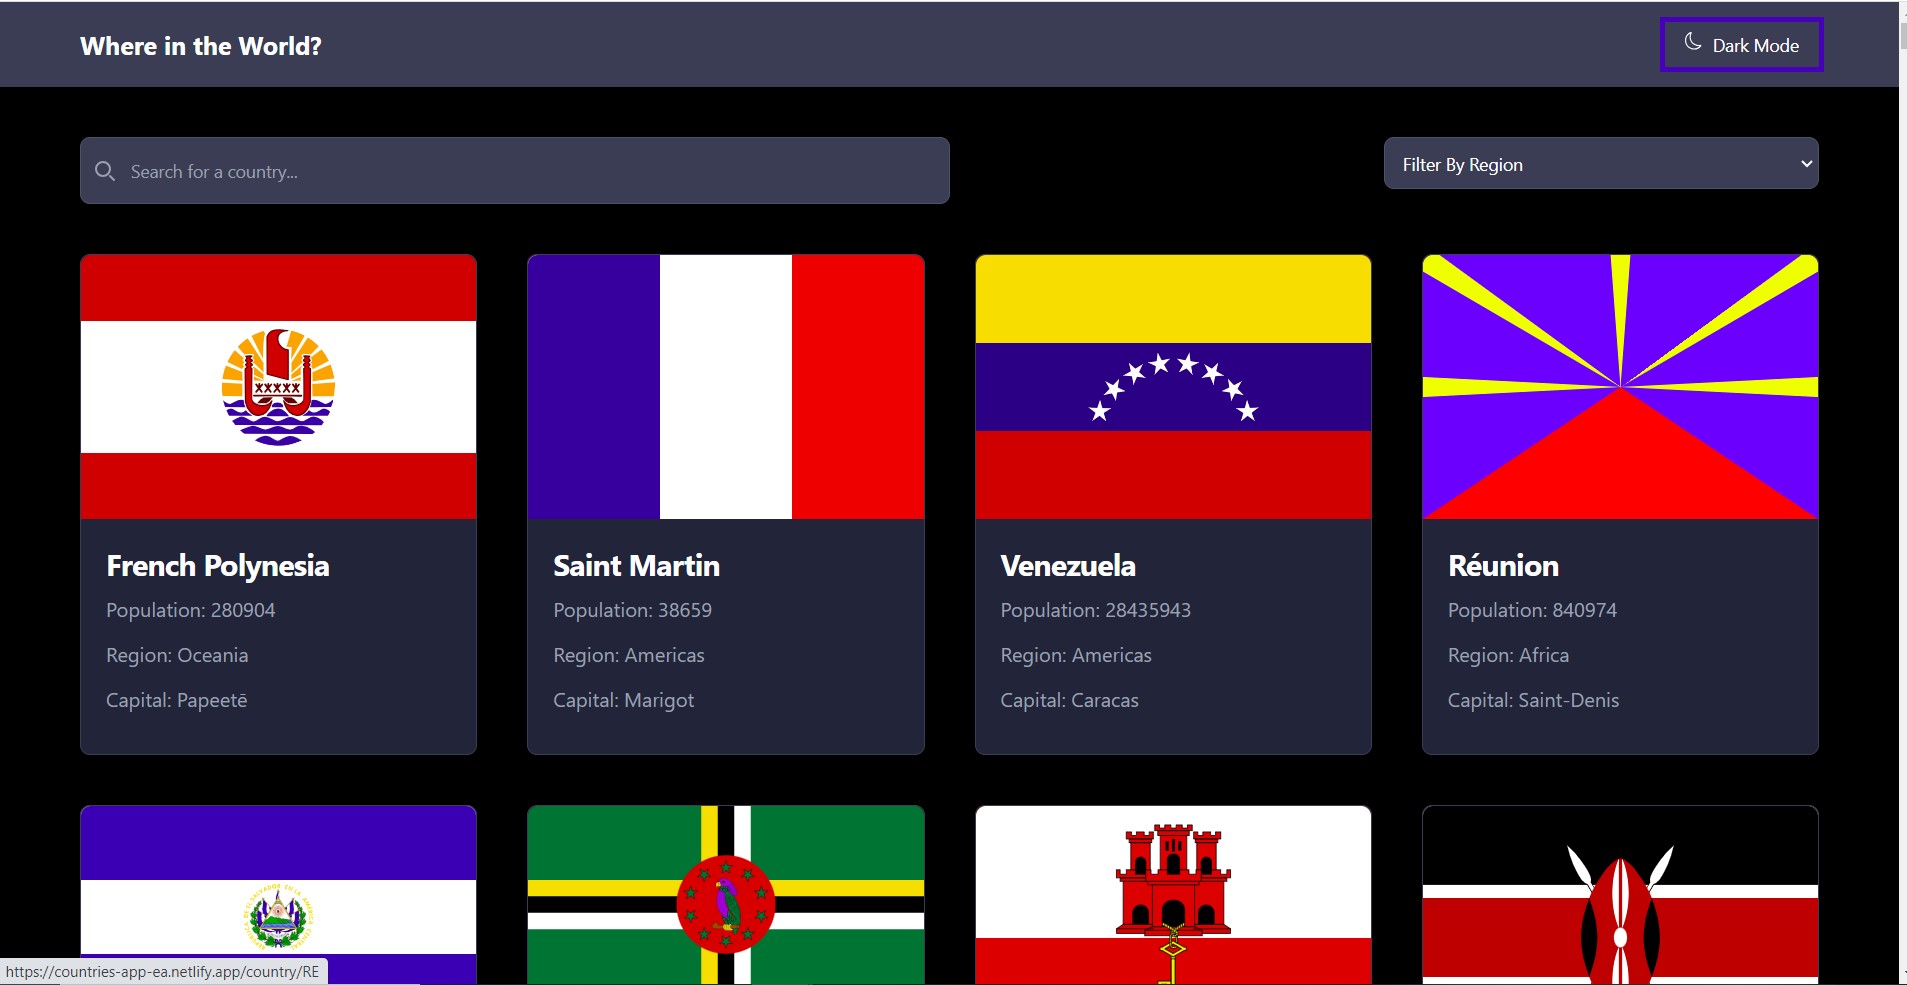 Where in the World?
Dark Mode
Search for a country...
Filter By Region
French Polynesia
Population: 280904
Region: Oceania
Capital: Papeetē
Saint Martin
Population: 38659
Region: Americas
Capital: Marigot
Venezuela
Population: 28435943
Region: Americas
Capital: Caracas
Réunion
Population: 840974
Region: Africa
Capital: Saint-Denis
https://countries-app-ea.netlify.app/country/RE